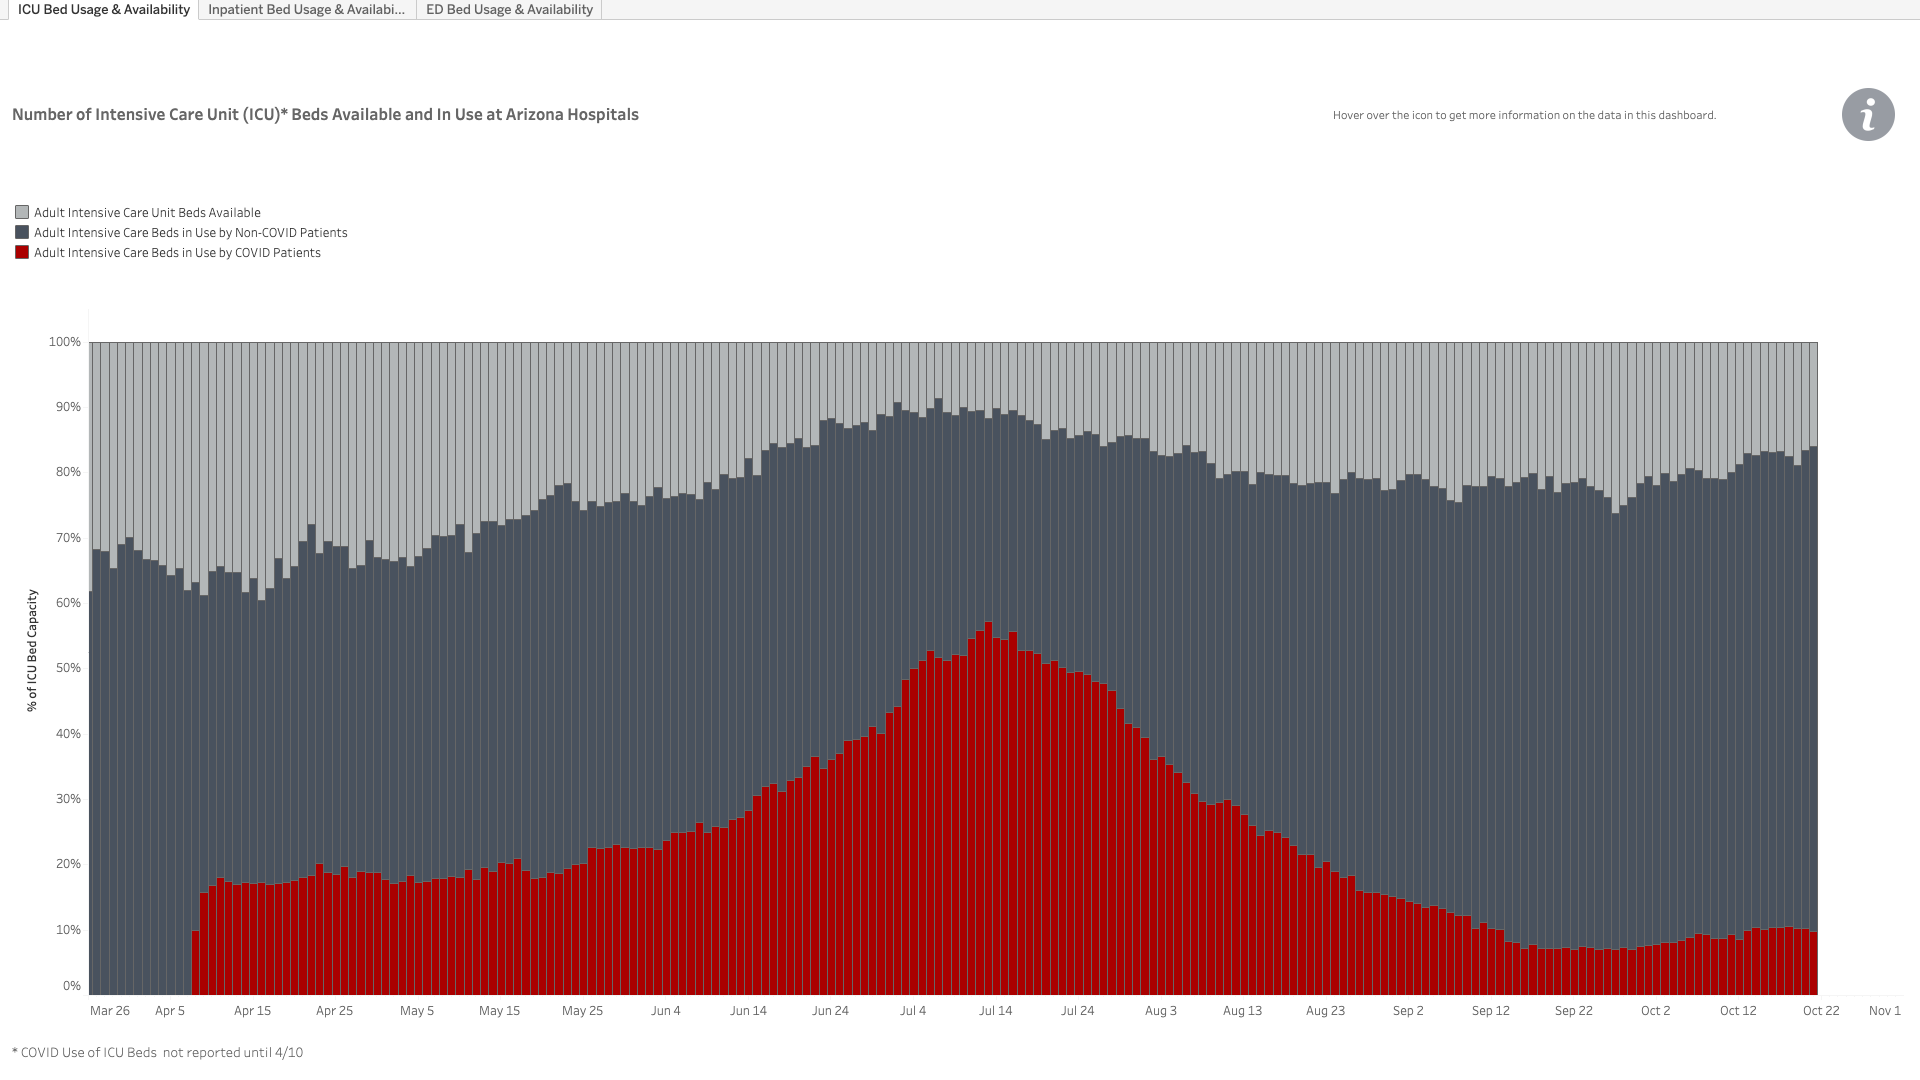 ICU Bed Usage & Availability
Inpatient Bed Usage & Availabi...
ED Bed Usage & Availability
Number of Intensive Care Unit (ICU)* Beds Available and In Use at Arizona Hospitals
Hover over the icon to get more information on the data in this dashboard.
i
Adult Intensive Care Unit Beds Available
Adult Intensive Care Beds in Use by Non-COVID Patients
Adult Intensive Care Beds in Use by COVID Patients
% of ICU Bed Capacity
100%
90%
80%
70%
60%
50%
40%
30%
20%
10%
0%
Mar 26
Apr 5
Apr 15
Apr 25
May 5
May 15
May 25
Jun 4
Jun 14
Jun 24
Jul 4
Jul 14
Jul 24
Aug 3
Aug 13
Aug 23
Sep 2
Sep 12
Sep 22
Oct 2
Oct 12
Oct 22
Nov 1
* COVID Use of ICU Beds  not reported until 4/10